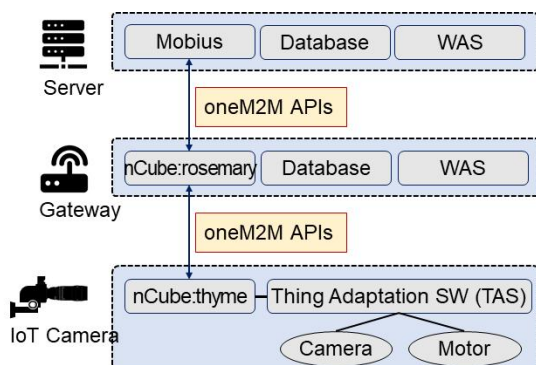 Mobius
Database
WAS
Server
oneM2M APIs
nCube:rosemary
Database
WAS
Gateway
oneM2M APIs
nCube:thyme
Thing Adaptation SW (TAS)
IoT Camera
Camera
Motor